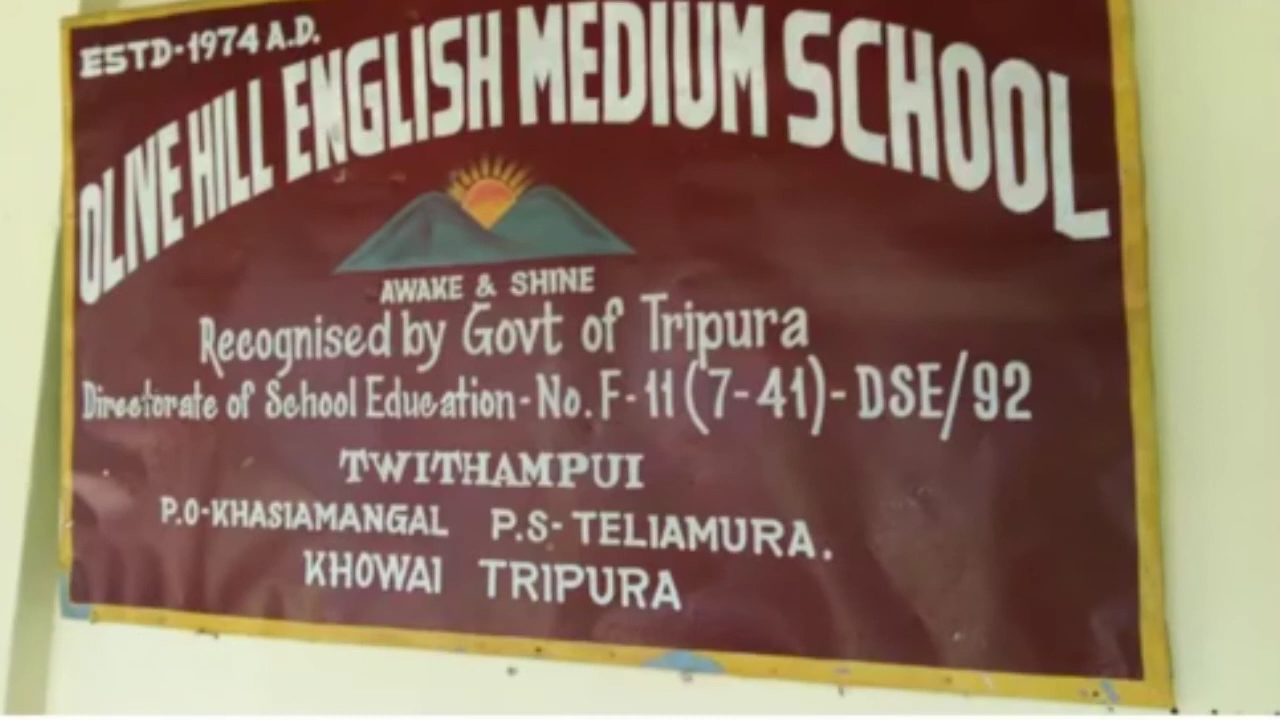 ESTD-1974 A.D.
OLIVE HILL ENGLISH MEDIUM SCHOOL
AWAKE & SHINE
Recognised by Govt of Tripura
Directorate of School Education-No.F-11(7-41)-DSE/92
TWITHAMPUI
P.O-KHASIAMANGAL P.S-TELIAMURA.
KHOWAI TRIPURA